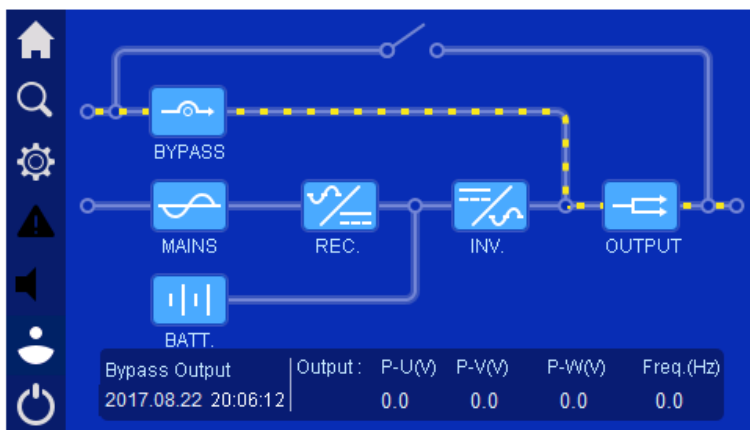 BYPASS
MAINS
REC.
INV.
OUTPUT
BATT.
Bypass Output
2017.08.22 20:06:12
Output : P-U(V) P-V(V) P-W(V) Freq.(Hz)
0.0 0.0 0.0 0.0